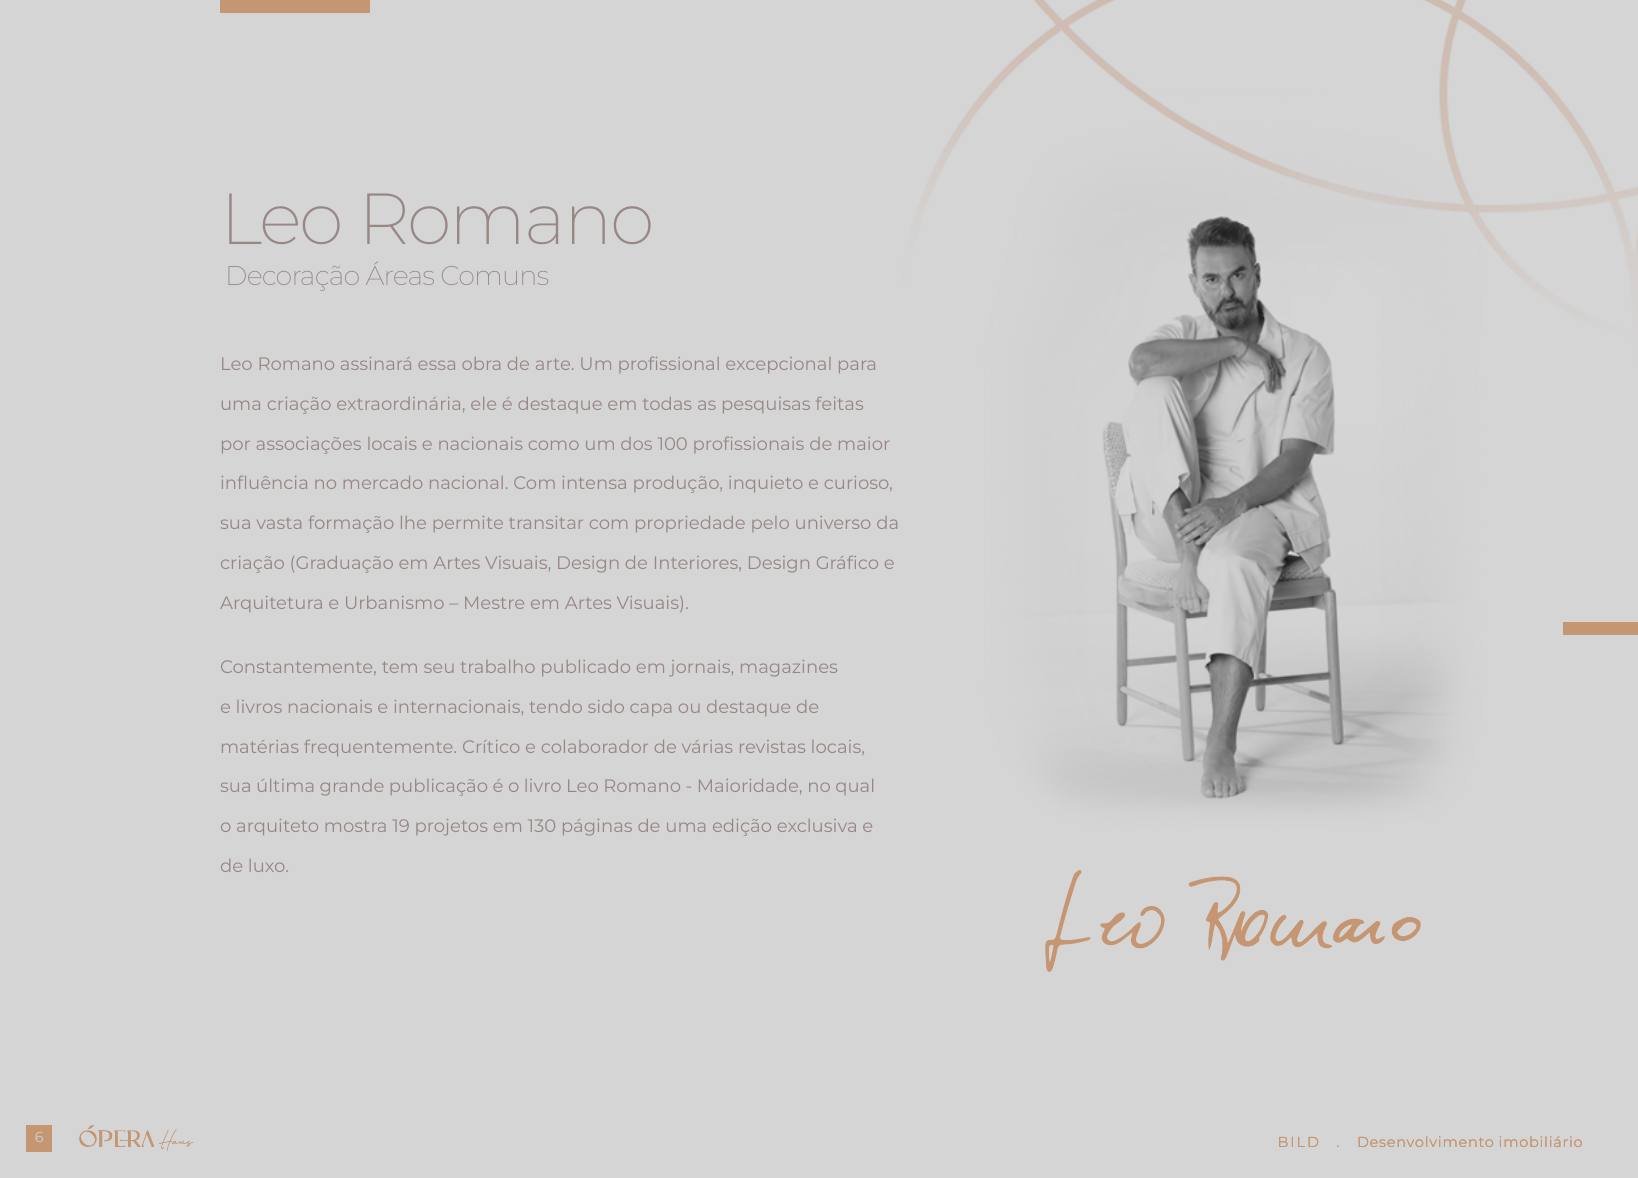 Leo Romano
Decoração Áreas Comuns
Leo Romano assinará essa obra de arte. Um profissional excepcional para
uma criação extraordinária, ele é destaque em todas as pesquisas feitas
por associações locais e nacionais como um dos 100 profissionais de maior
influência no mercado nacional. Com intensa produção, inquieto e curioso,
sua vasta formação lhe permite transitar com propriedade pelo universo da
criação (Graduação em Artes Visuais, Design de Interiores, Design Gráfico e
Arquitetura e Urbanismo – Mestre em Artes Visuais).
Constantemente, tem seu trabalho publicado em jornais, magazines
e livros nacionais e internacionais, tendo sido capa ou destaque de
matérias frequentemente. Crítico e colaborador de várias revistas locais,
sua última grande publicação é o livro Leo Romano - Maioridade, no qual
o arquiteto mostra 19 projetos em 130 páginas de uma edição exclusiva e
de luxo.
Leo Romano
6
ÓPERA Haus
BILD . Desenvolvimento imobiliário